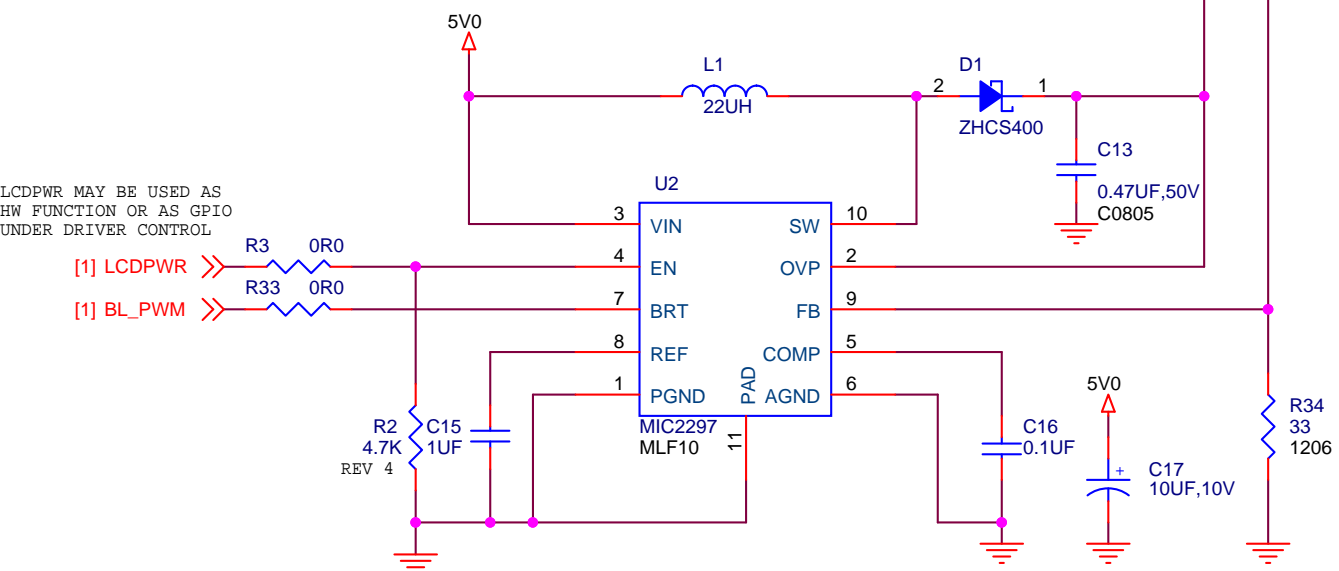 5V0
L1
22UH
2
D1
1
ZHCS400
C13
0.47UF,50V
C0805
LCDPWR MAY BE USED AS
HW FUNCTION OR AS GPIO
UNDER DRIVER CONTROL
U2
3 VIN
SW 10
R3 0R0
[1] LCDPWR
4 EN
OVP 2
R33 0R0
[1] BL_PWM
7 BRT
FB 9
8 REF
COMP 5
1 PGND
PAD
AGND 6
11
MIC2297
MLF10
R2
4.7K
REV 4
C15
1UF
C16
0.1UF
5V0
+
C17
10UF,10V
R34
33
1206